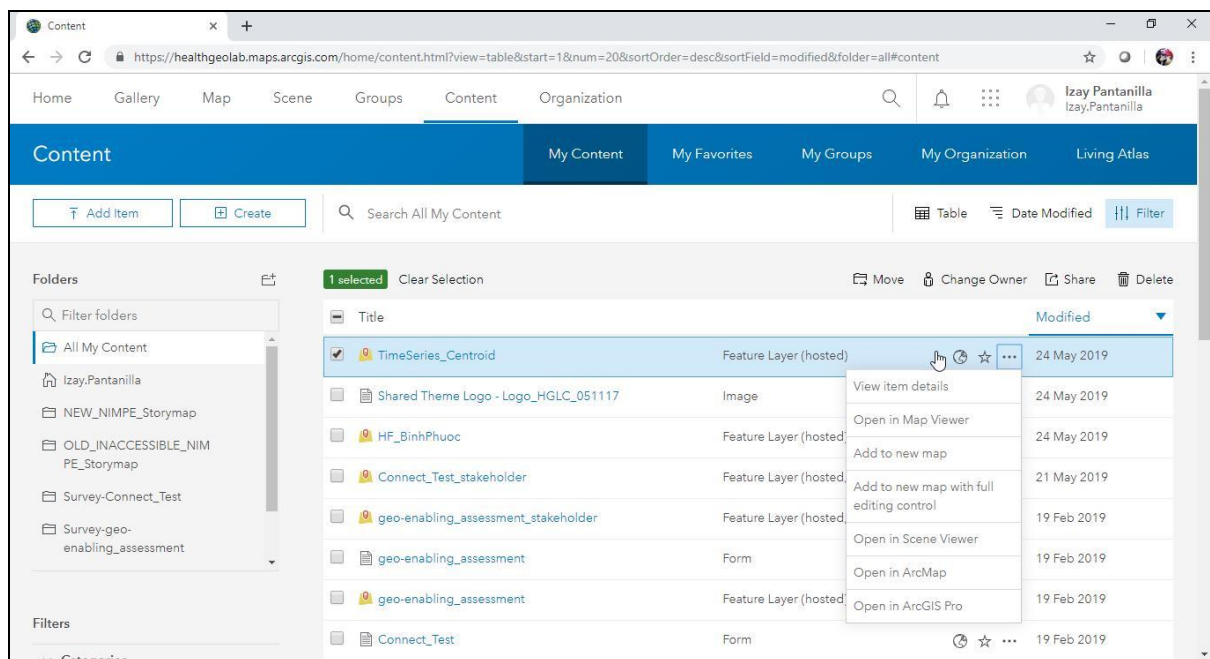 Content
https://healthgeolab.maps.arcgis.com/home/content.html?view=table&start=1&num=20&sortOrder=desc&sortField=modified&folder=all#content
Home Gallery Map Scene Groups Content Organization
Izay Pantanilla
Izay.Pantanilla
Content My Content My Favorites My Groups My Organization Living Atlas
Add Item Create Search All My Content Table Date Modified Filter
Folders
1 selected Clear Selection Move Change Owner Share Delete
Filter folders
All My Content
Izay.Pantanilla
NEW_NIMPE_Storymap
OLD_INACCESSIBLE_NIM
PE_Storymap
Survey-Connect_Test
Survey-geo-
enabling_assessment
Filters
Title Modified
TimeSeries_Centroid Feature Layer (hosted) 24 May 2019
Shared Theme Logo - Logo_HGLC_051117 Image 24 May 2019
HF_BinhPhuoc Feature Layer (hosted) 24 May 2019
Connect_Test_stakeholder Feature Layer (hosted, 21 May 2019
geo-enabling_assessment_stakeholder Feature Layer (hosted, 19 Feb 2019
geo-enabling_assessment Form 19 Feb 2019
geo-enabling_assessment Feature Layer (hosted) 19 Feb 2019
Connect_Test Form 19 Feb 2019
View item details
Open in Map Viewer
Add to new map
Add to new map with full
editing control
Open in Scene Viewer
Open in ArcMap
Open in ArcGIS Pro